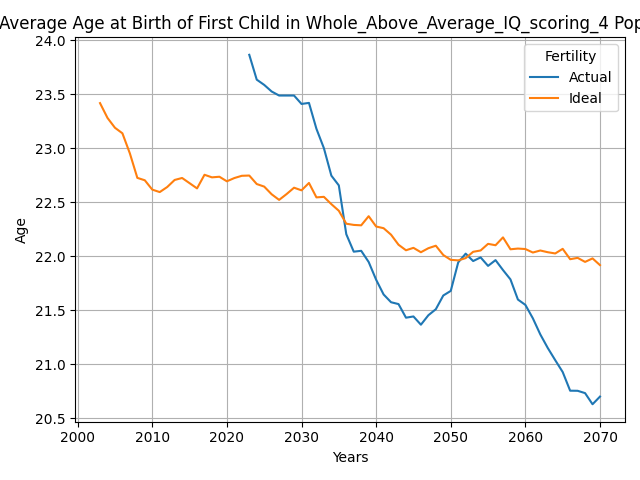 Average Age at Birth of First Child in Whole_Above_Average_IQ_scoring_4 Pop
Fertility
Actual
Ideal
24.0
23.5
23.0
22.5
22.0
21.5
21.0
20.5
Age
2000 2010 2020 2030 2040 2050 2060 2070
Years